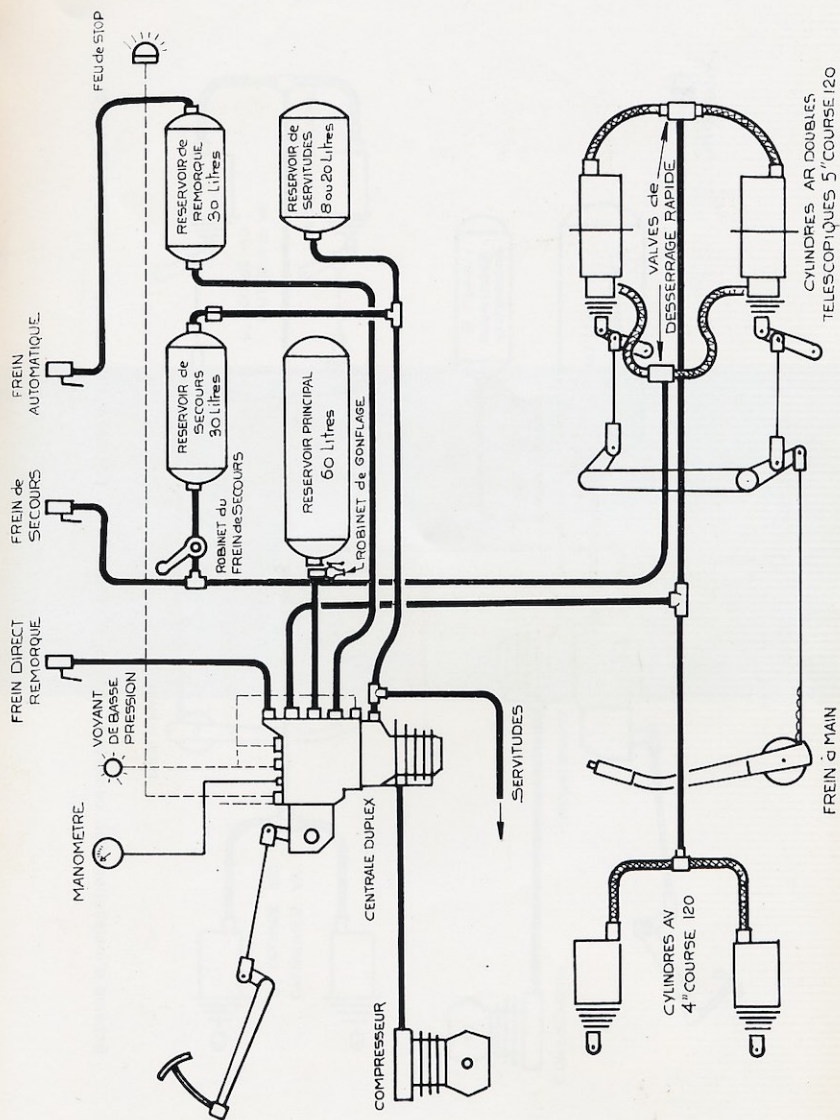 FEU de STOP
FREIN
AUTOMATIQUE.
FREIN de
SECOURS
FREIN DIRECT
REMORQUE
RESERVOIR de
REMORQUE
30 Litres
RESERVOIR de
SERVITUDES
8 ou 20 Litres
RESERVOIR de
SECOURS
30 Litres
RESERVOIR PRINCIPAL
60 Litres
ROBINET du
FREIN de SECOURS
ROBINET de GONFLAGE
VOYANT
DE BASSE
PRESSION
MANOMETRE
CENTRALE DUPLEX
SERVITUDES
COMPRESSEUR
VALVES de
DESSERRAGE RAPIDE
CYLINDRES AR DOUBLES
TELESCOPIQUES 5" COURSE 120
FREIN à MAIN
CYLINDRES AV
4" COURSE 120